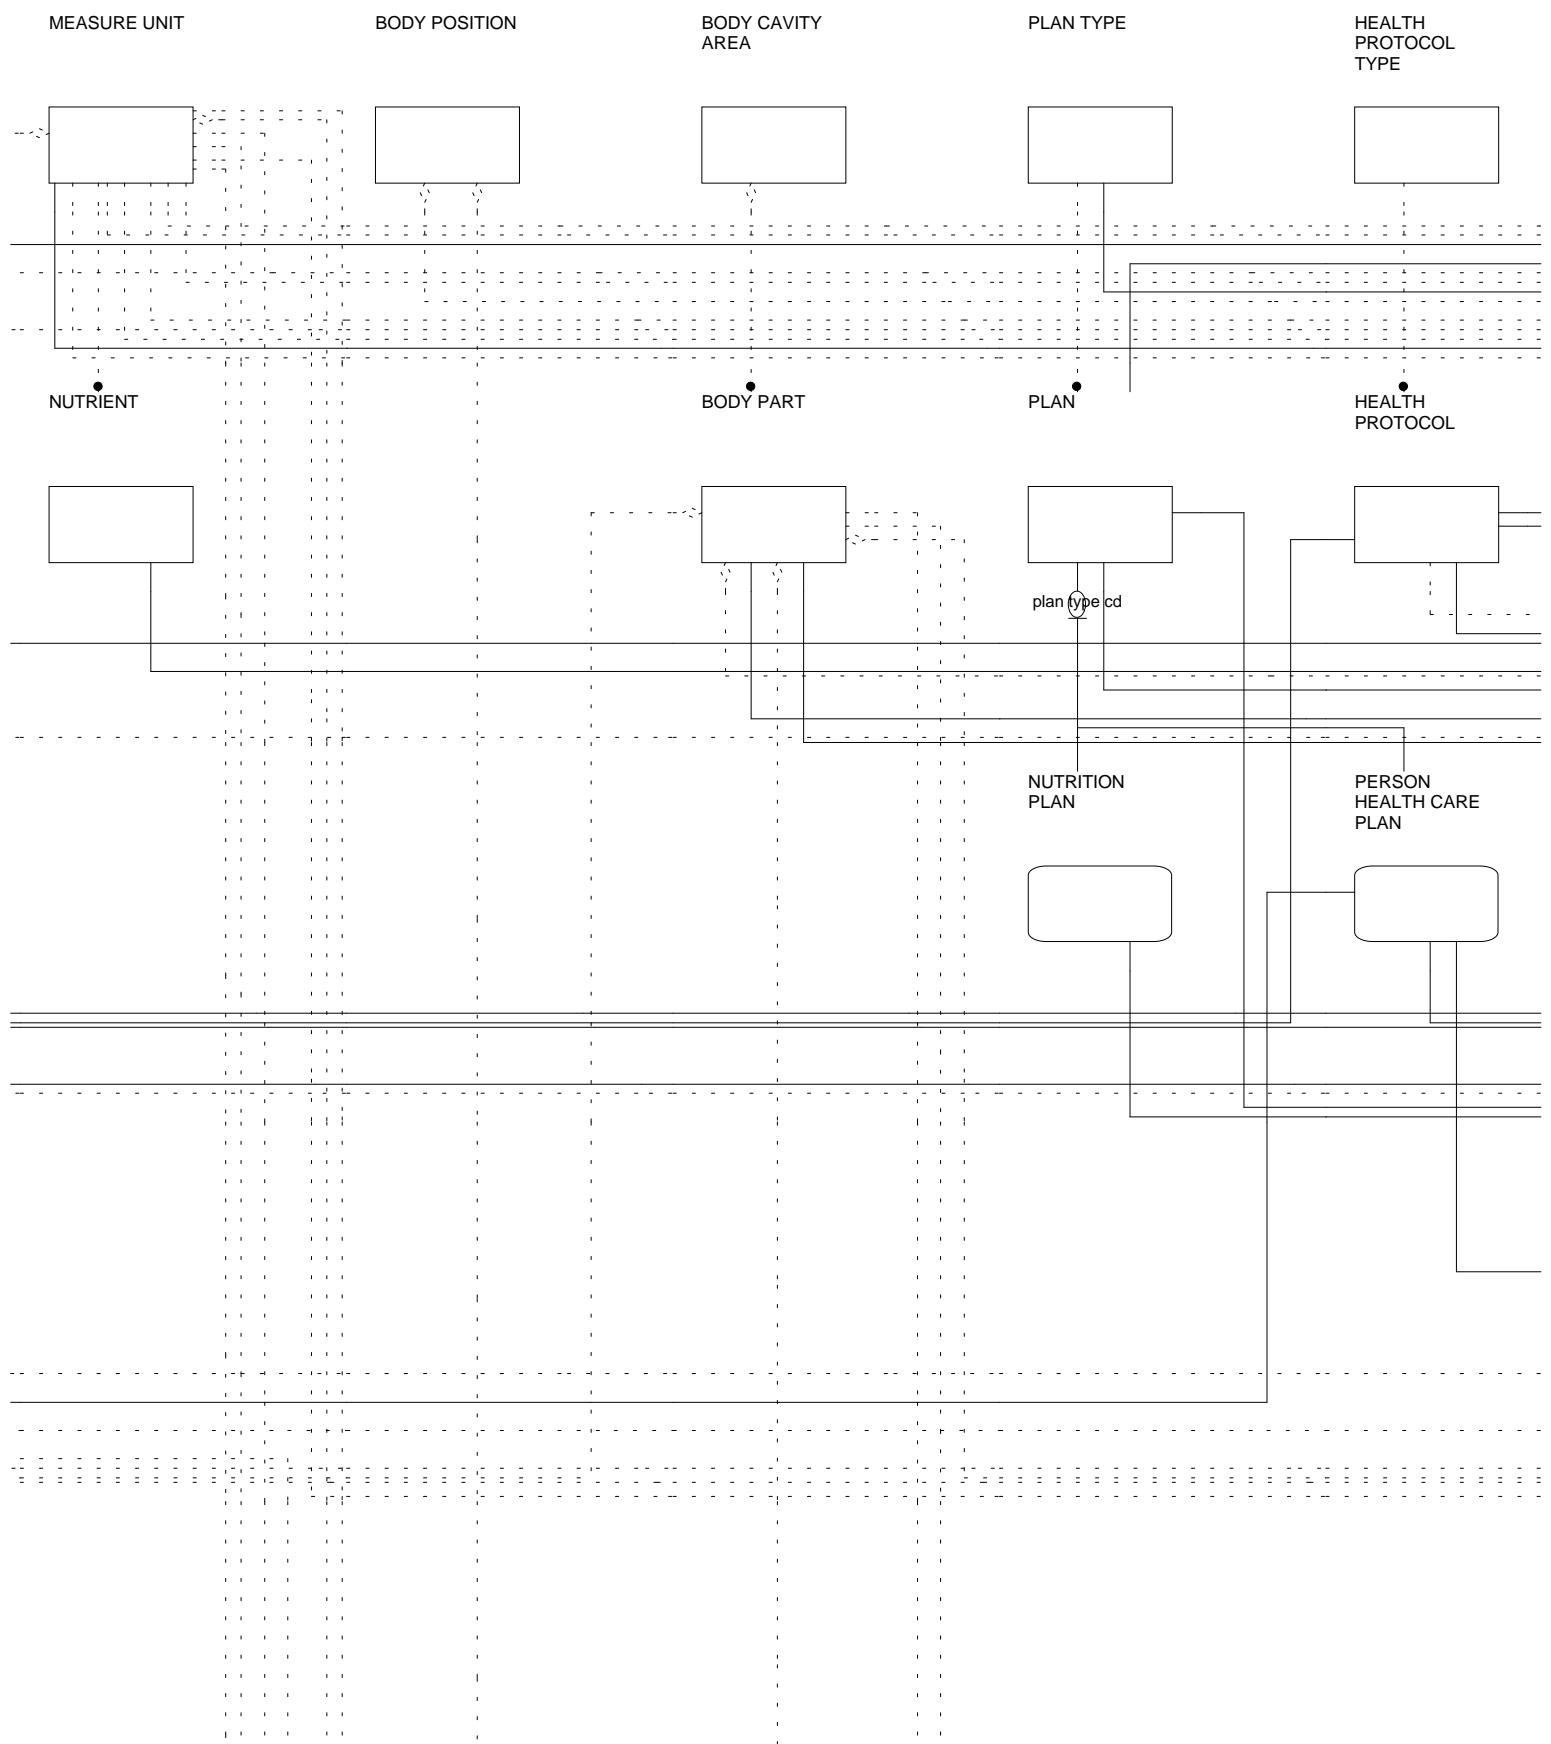 MEASURE UNIT
BODY POSITION
BODY CAVITY
AREA
PLAN TYPE
HEALTH
PROTOCOL
TYPE
NUTRIENT
BODY PART
PLAN
HEALTH
PROTOCOL
plan type cd
NUTRITION
PLAN
PERSON
HEALTH CARE
PLAN